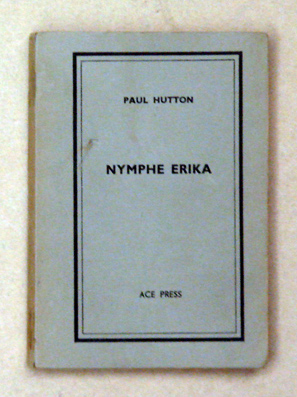 PAUL HUTTON
NYMPHE ERIKA
ACE PRESS